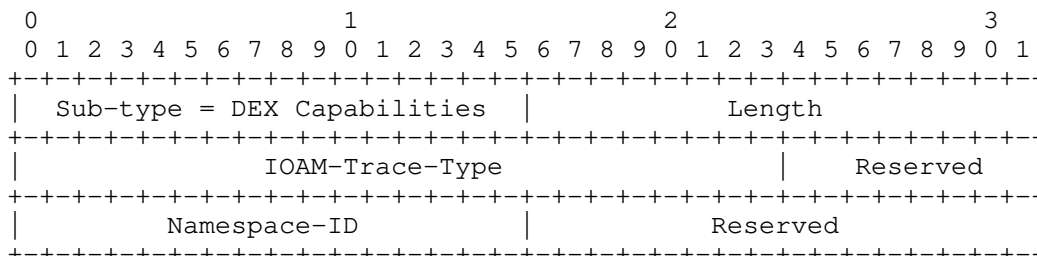 0                   1                   2                   3
 0 1 2 3 4 5 6 7 8 9 0 1 2 3 4 5 6 7 8 9 0 1 2 3 4 5 6 7 8 9 0 1
+-+-+-+-+-+-+-+-+-+-+-+-+-+-+-+-+-+-+-+-+-+-+-+-+-+-+-+-+-+-+-+--
|  Sub-type = DEX Capabilities  |            Length
+-+-+-+-+-+-+-+-+-+-+-+-+-+-+-+-+-+-+-+-+-+-+-+-+-+-+-+-+-+-+-+--
|               IOAM-Trace-Type                 |    Reserved
+-+-+-+-+-+-+-+-+-+-+-+-+-+-+-+-+-+-+-+-+-+-+-+-+-+-+-+-+-+-+-+--
|         Namespace-ID          |           Reserved
+-+-+-+-+-+-+-+-+-+-+-+-+-+-+-+-+-+-+-+-+-+-+-+-+-+-+-+-+-+-+-+--